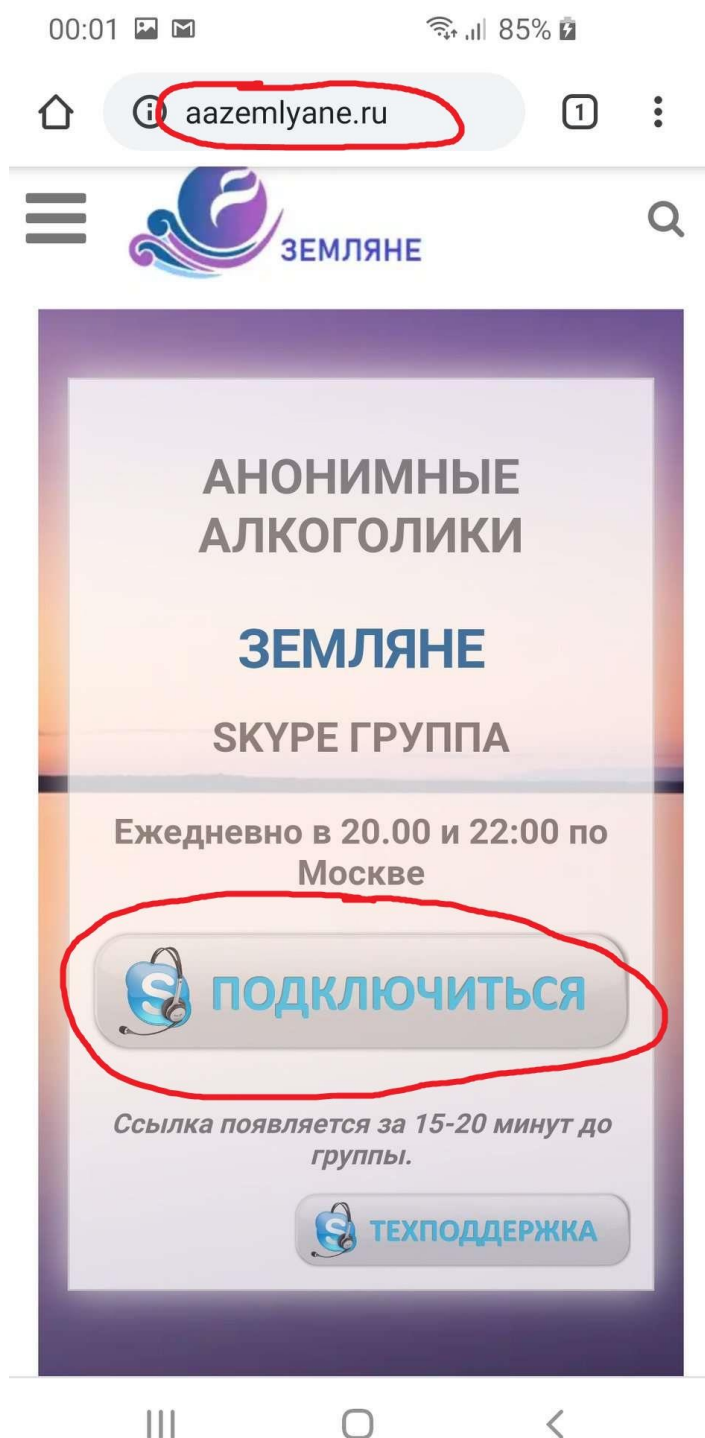 00:01
85%
aazemlyane.ru
1
ЗЕМЛЯНЕ
АНОНИМНЫЕ
АЛКОГОЛИКИ
ЗЕМЛЯНЕ
SKYPE ГРУППА
Ежедневно в 20.00 и 22:00 по
Москве
ПОДКЛЮЧИТЬСЯ
Ссылка появляется за 15-20 минут до
группы.
ТЕХПОДДЕРЖКА